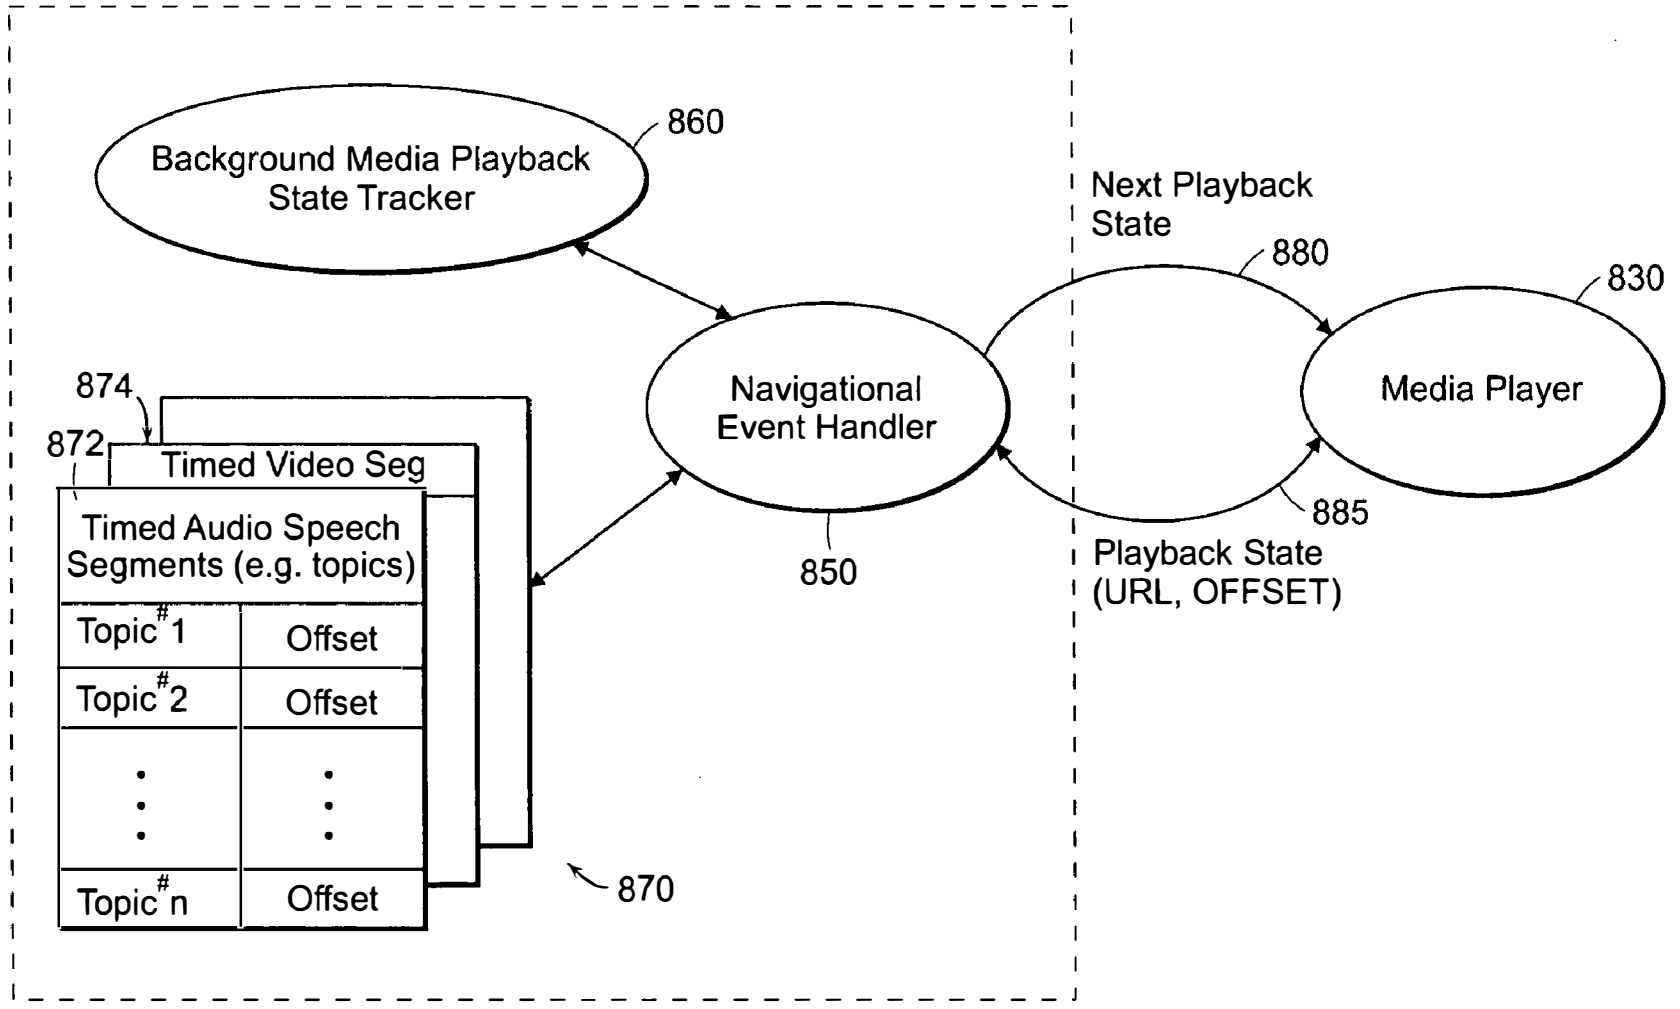 860
Background Media Playback
State Tracker
Next Playback
State
880
830
Media Player
Navigational
Event Handler
850
885
Playback State
(URL, OFFSET)
874
872
Timed Video Seg
Timed Audio Speech
Segments (e.g. topics)
Topic #1 Offset
Topic #2 Offset
Topic #n Offset
870